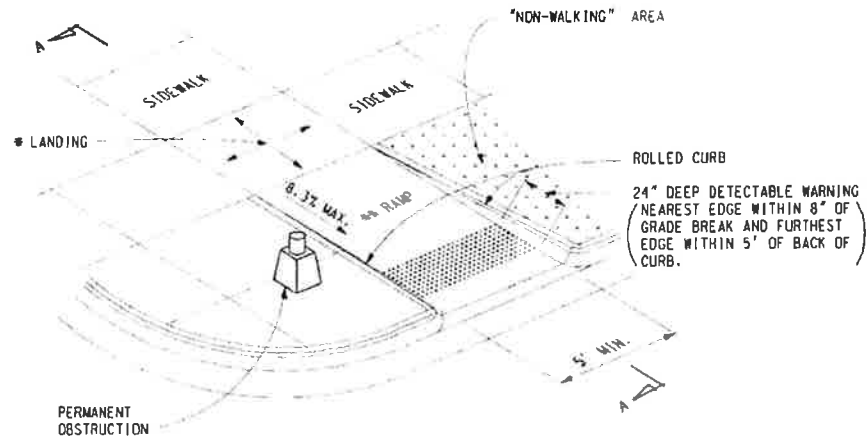 "NON-WALKING" AREA
A
SIDEWALK
SIDEWALK
* LANDING
ROLLED CURB
8.3% MAX.
** RAMP
24" DEEP DETECTABLE WARNING
NEAREST EDGE WITHIN 8" OF
GRADE BREAK AND FURTHEST
EDGE WITHIN 5' OF BACK OF
CURB.
5' MIN.
A
PERMANENT
OBSTRUCTION